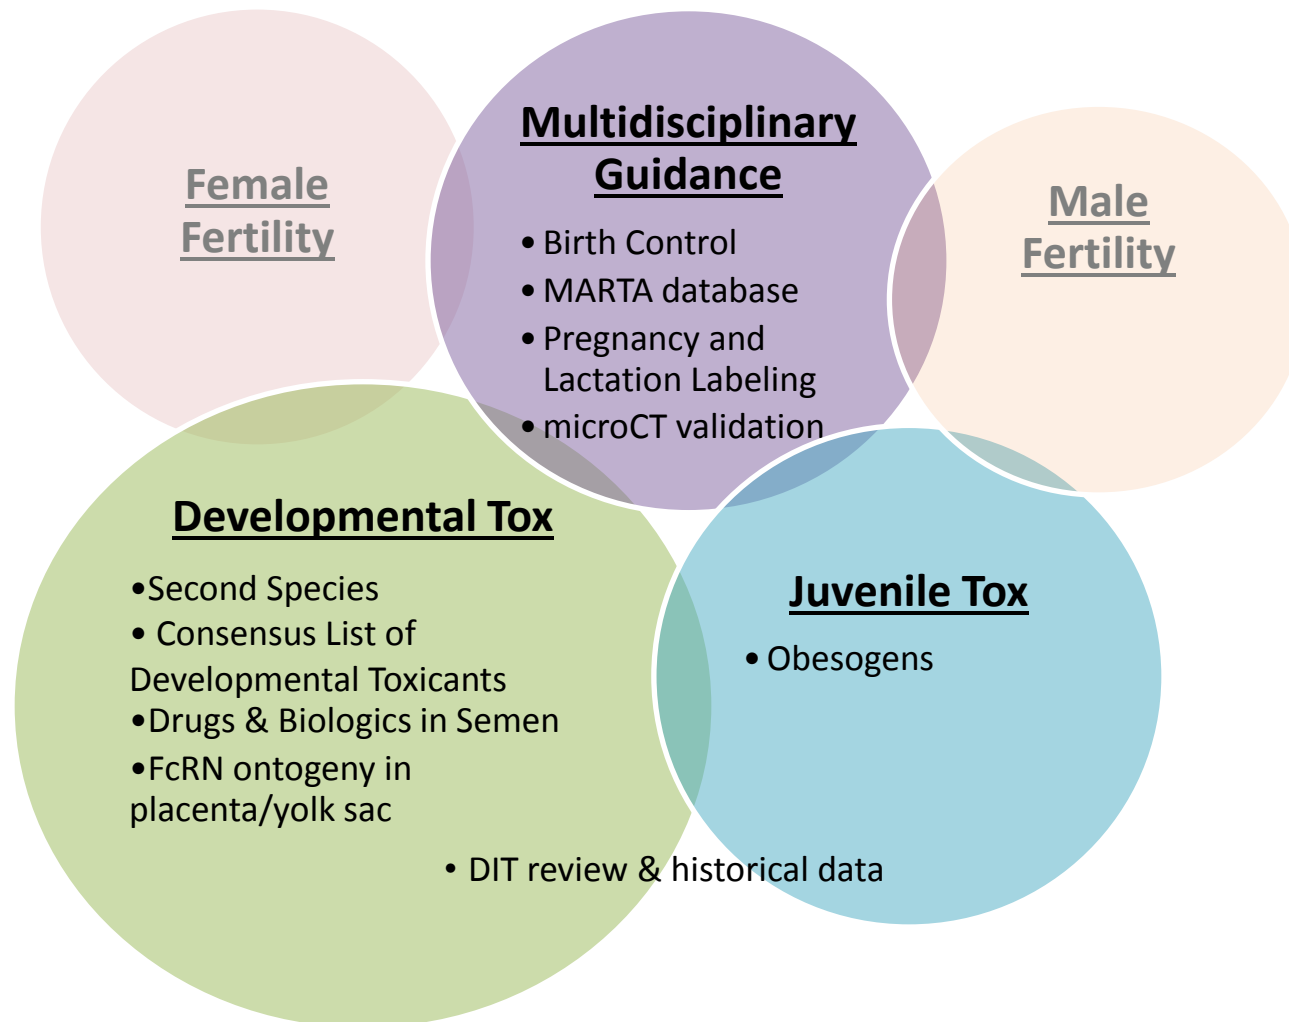 Female
Fertility
Multidisciplinary
Guidance
• Birth Control
• MARTA database
• Pregnancy and
Lactation Labeling
• microCT validation
Male
Fertility
Developmental Tox
•Second Species
• Consensus List of
Developmental Toxicants
•Drugs & Biologics in Semen
•FcRN ontogeny in
placenta/yolk sac
Juvenile Tox
• Obesogens
• DIT review & historical data